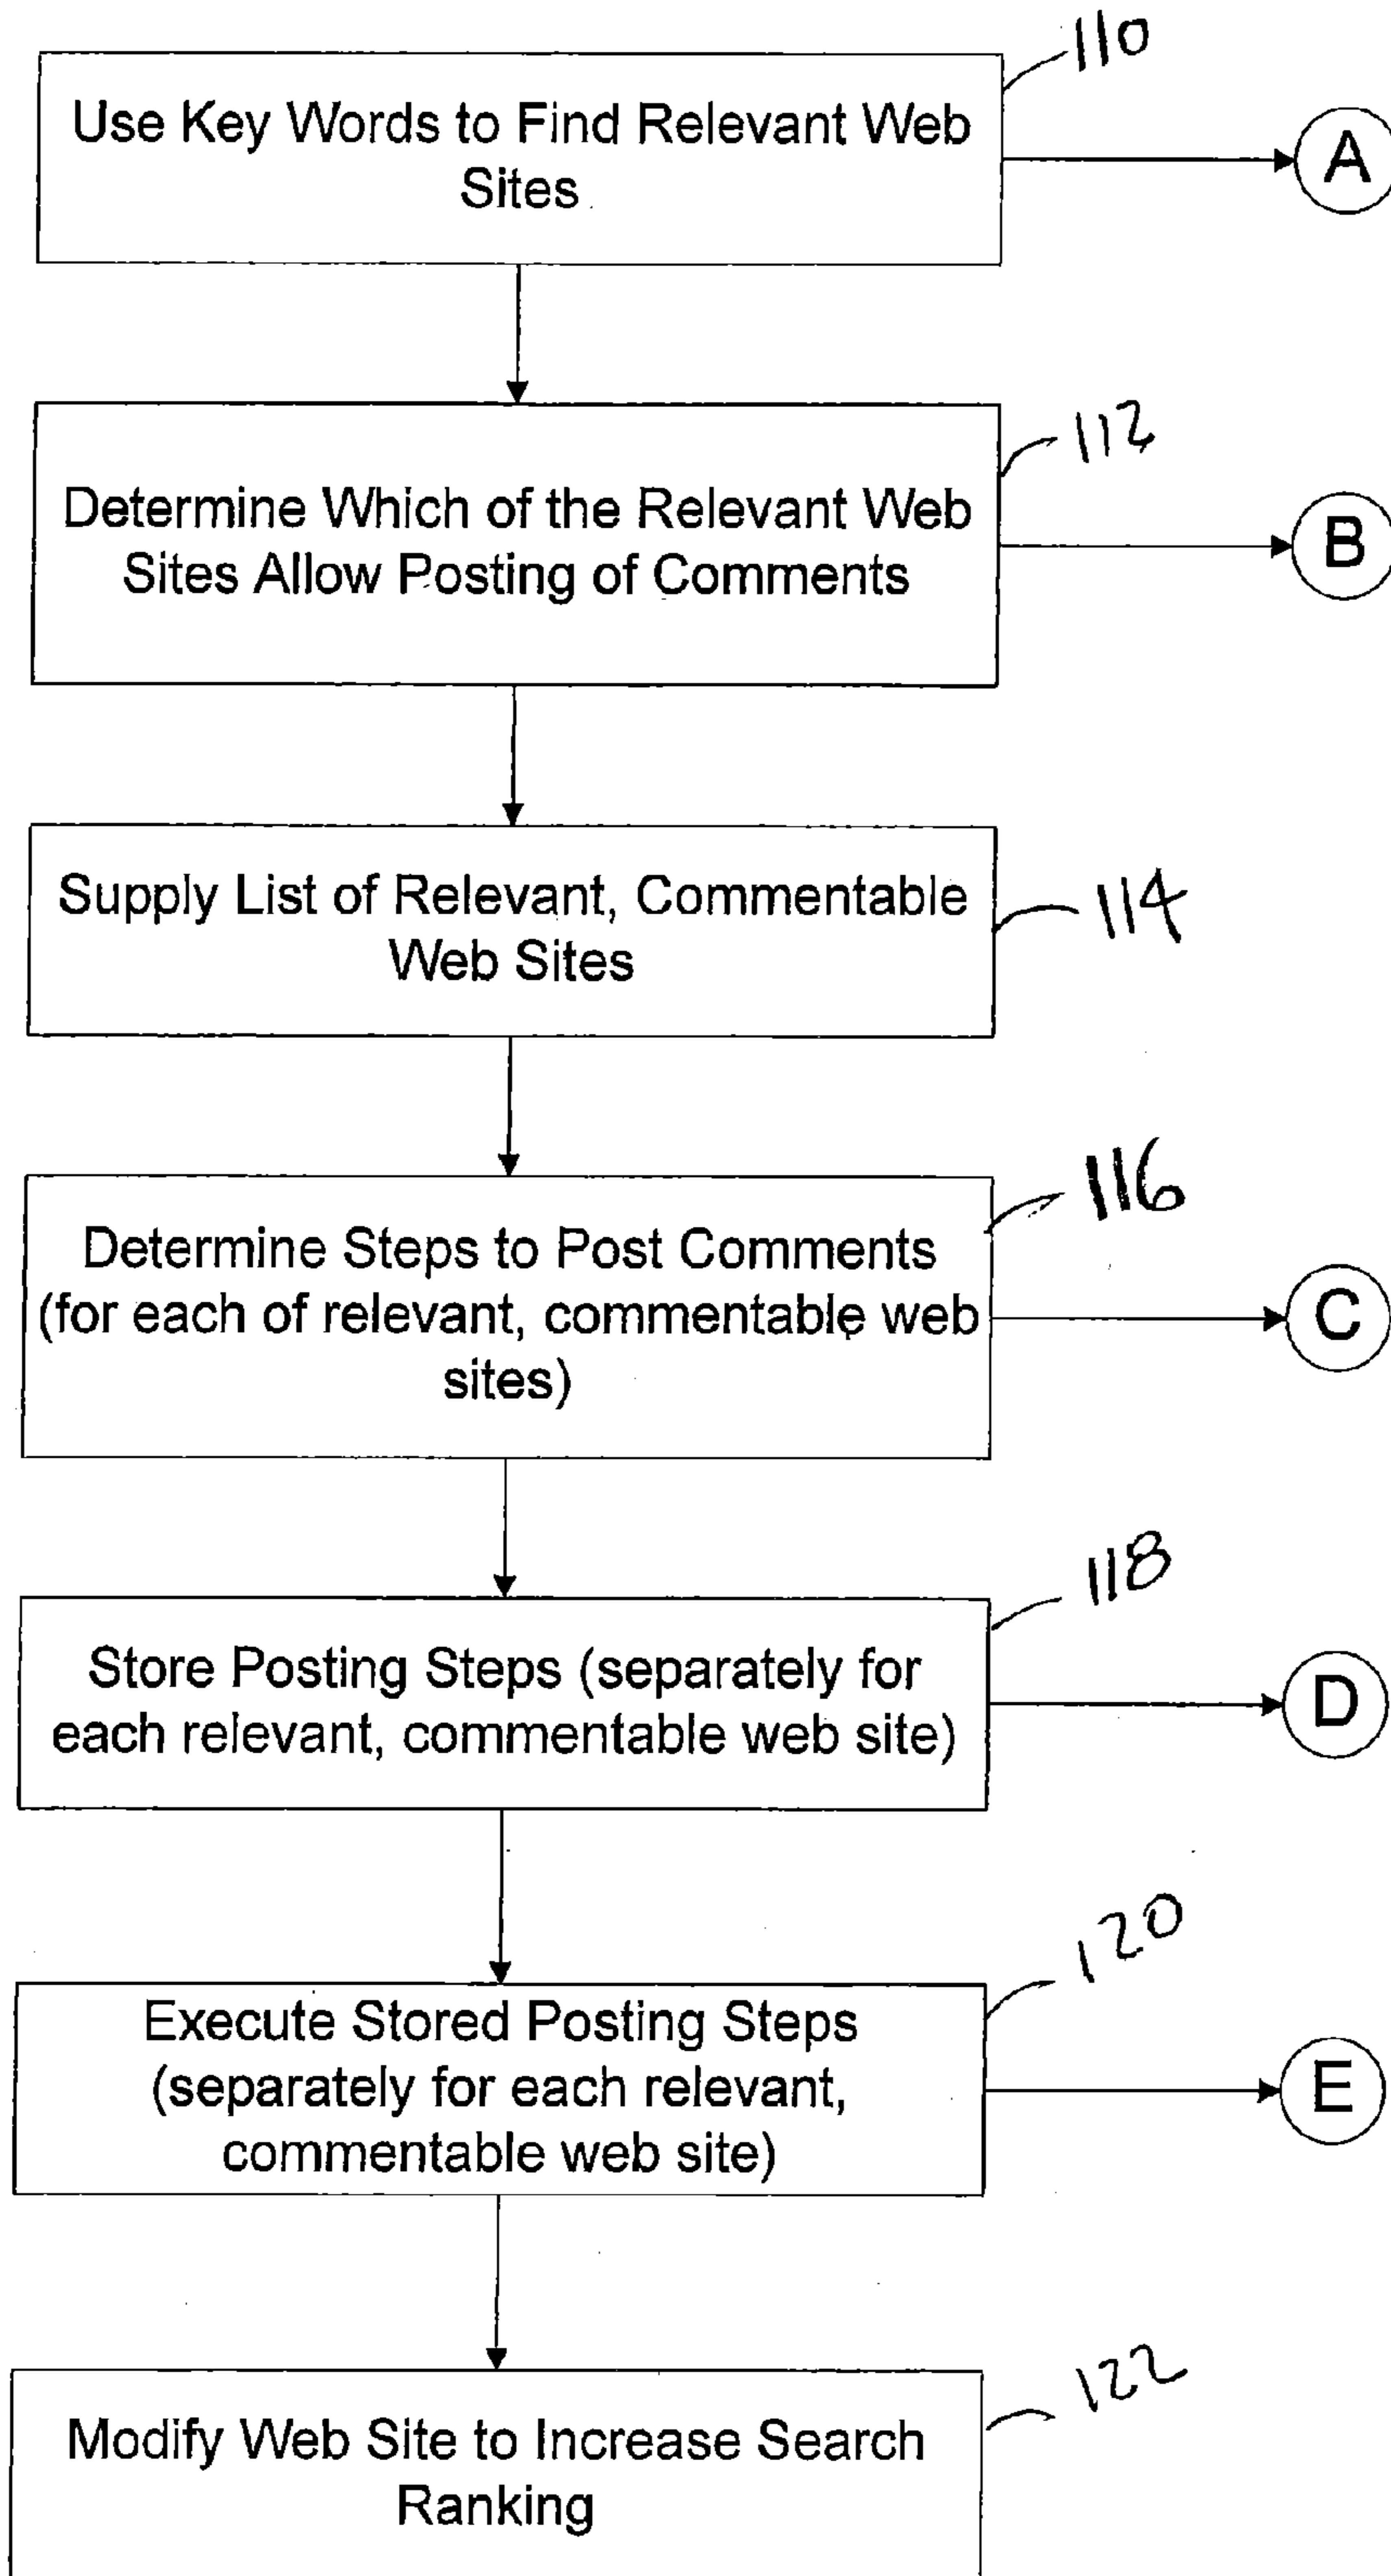 110
Use Key Words to Find Relevant Web
Sites
A
112
Determine Which of the Relevant Web
Sites Allow Posting of Comments
B
Supply List of Relevant, Commentable
Web Sites
114
116
Determine Steps to Post Comments
(for each of relevant, commentable web
sites)
C
118
Store Posting Steps (separately for
each relevant, commentable web site)
D
120
Execute Stored Posting Steps
(separately for each relevant,
commentable web site)
E
122
Modify Web Site to Increase Search
Ranking